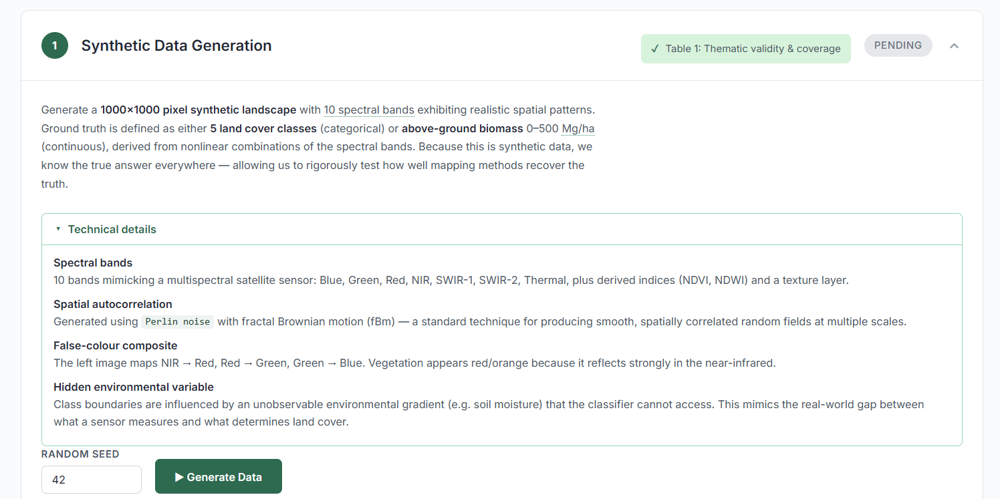 1
Synthetic Data Generation
✓ Table 1: Thematic validity & coverage
PENDING
Generate a 1000×1000 pixel synthetic landscape with 10 spectral bands exhibiting realistic spatial patterns.
Ground truth is defined as either 5 land cover classes (categorical) or above-ground biomass 0–500 Mg/ha
(continuous), derived from nonlinear combinations of the spectral bands. Because this is synthetic data, we
know the true answer everywhere — allowing us to rigorously test how well mapping methods recover the
truth.
▼ Technical details
Spectral bands
10 bands mimicking a multispectral satellite sensor: Blue, Green, Red, NIR, SWIR-1, SWIR-2, Thermal, plus derived indices (NDVI, NDWI) and a texture layer.
Spatial autocorrelation
Generated using Perlin noise with fractal Brownian motion (fBm) — a standard technique for producing smooth, spatially correlated random fields at multiple scales.
False-colour composite
The left image maps NIR → Red, Red → Green, Green → Blue. Vegetation appears red/orange because it reflects strongly in the near-infrared.
Hidden environmental variable
Class boundaries are influenced by an unobservable environmental gradient (e.g. soil moisture) that the classifier cannot access. This mimics the real-world gap between
what a sensor measures and what determines land cover.
RANDOM SEED
42
▶ Generate Data